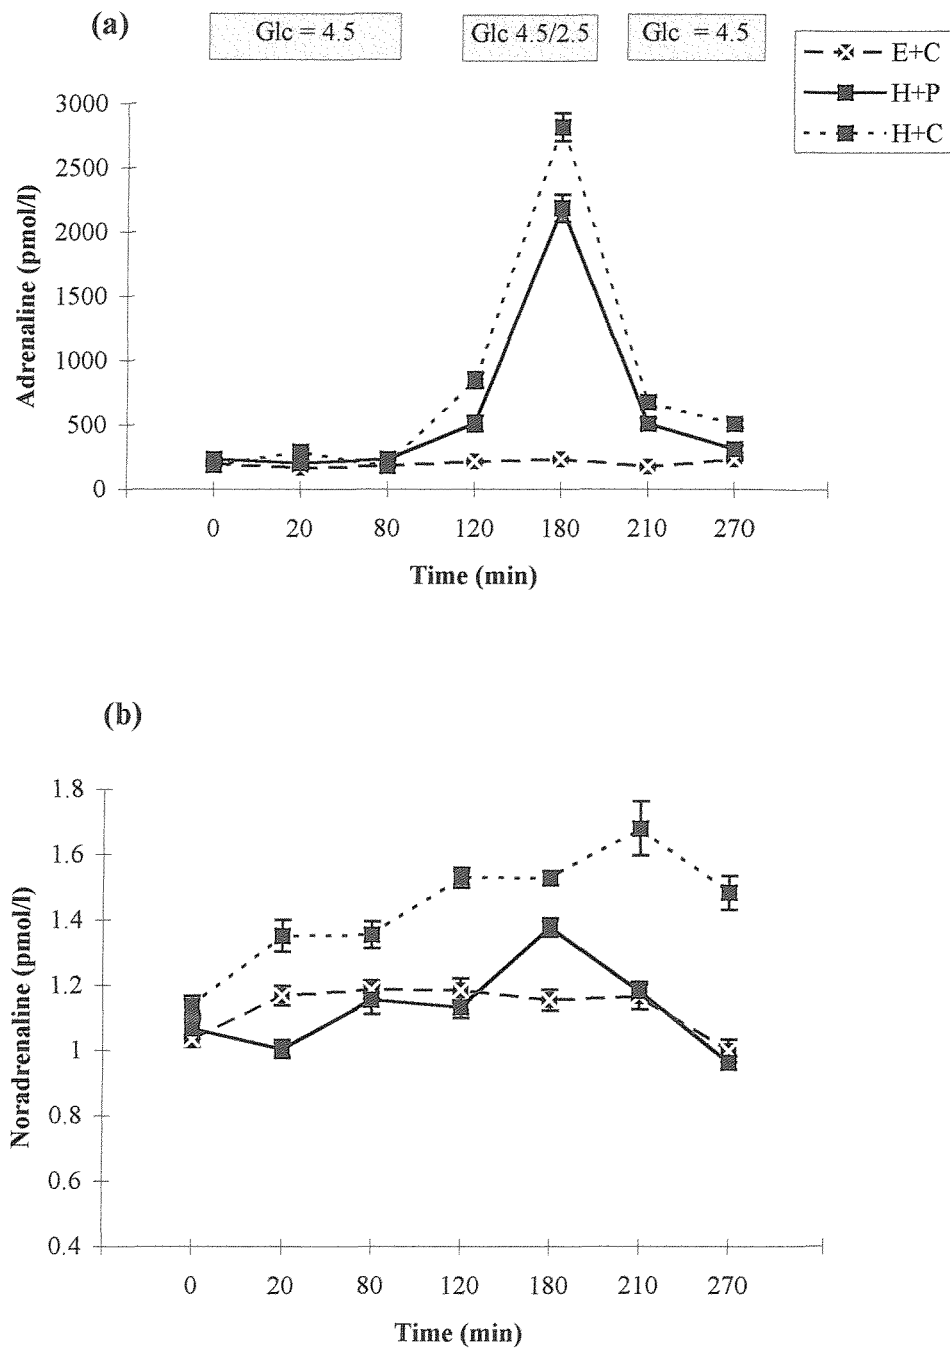 (a)
Glc = 4.5
Glc 4.5/2.5
Glc = 4.5
E+C
H+P
H+C
Adrenaline (pmol/l)
3000
2500
2000
1500
1000
500
0
0 20 80 120 180 210 270
Time (min)
(b)
Noradrenaline (pmol/l)
1.8
1.6
1.4
1.2
1
0.8
0.6
0.4
0 20 80 120 180 210 270
Time (min)